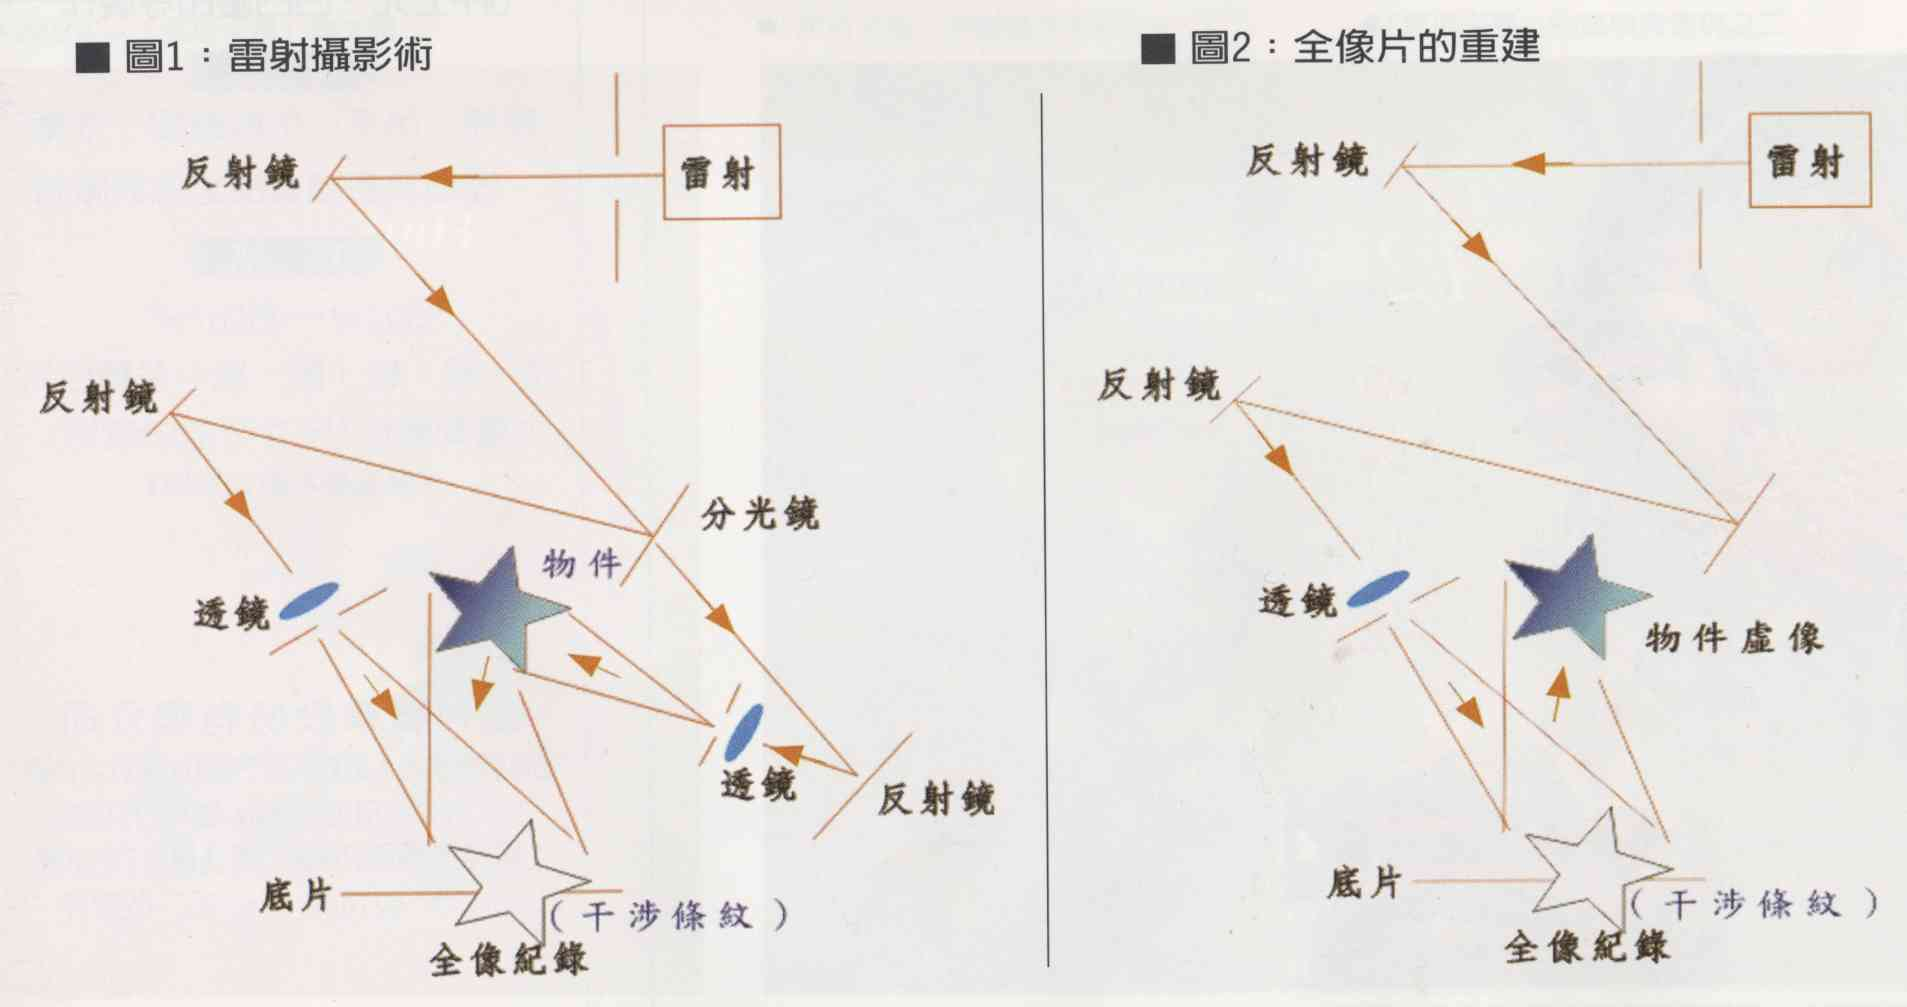 ■ 圖1：雷射攝影術
反射鏡
雷射
反射鏡
分光鏡
物件
透鏡
透鏡
反射鏡
底片
(干涉條紋)
全像紀錄
■ 圖2：全像片的重建
反射鏡
雷射
反射鏡
透鏡
物件虛像
底片
(干涉條紋)
全像紀錄